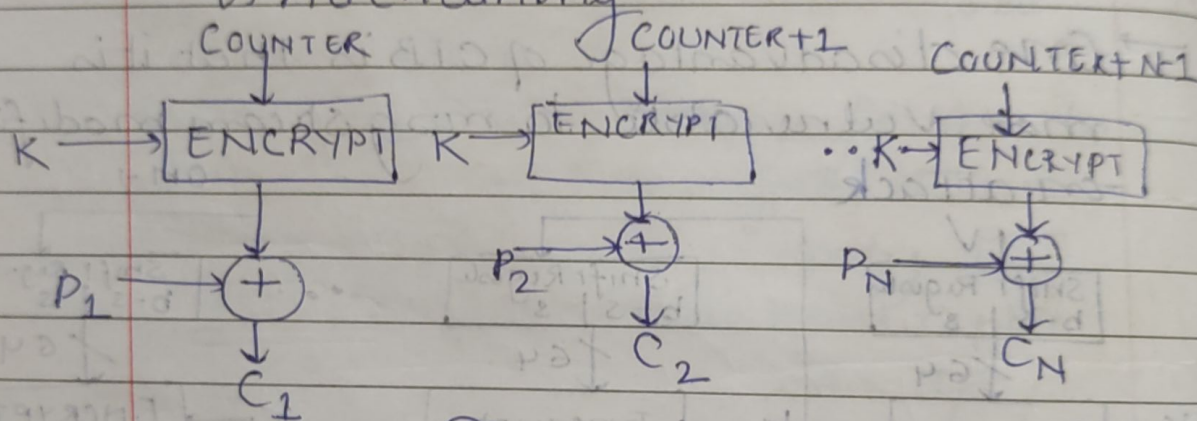 COUNTER COUNTER+1 COUNTER+N-1
K ENCRYPT K ENCRYPT ..K ENCRYPT
P1 P2 PN
C1 C2 CN